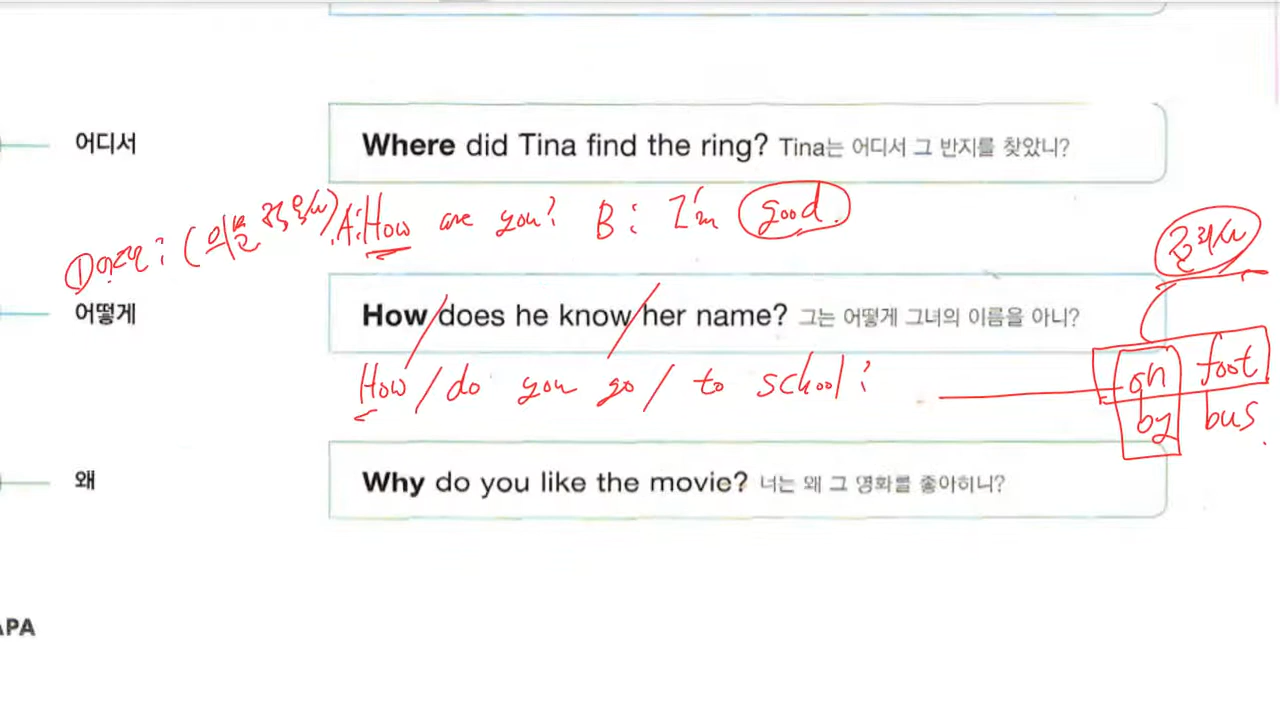 어디서
Where did Tina find the ring? Tina는 어디서 그 반지를 찾았니?
A: How are you? B: I'm good.
어떻게
How/does he know/her name? 그는 어떻게 그녀의 이름을 아니?
How/do you go/to school?
on foot
by bus.
왜
Why do you like the movie? 너는 왜 그 영화를 좋아하니?
APA